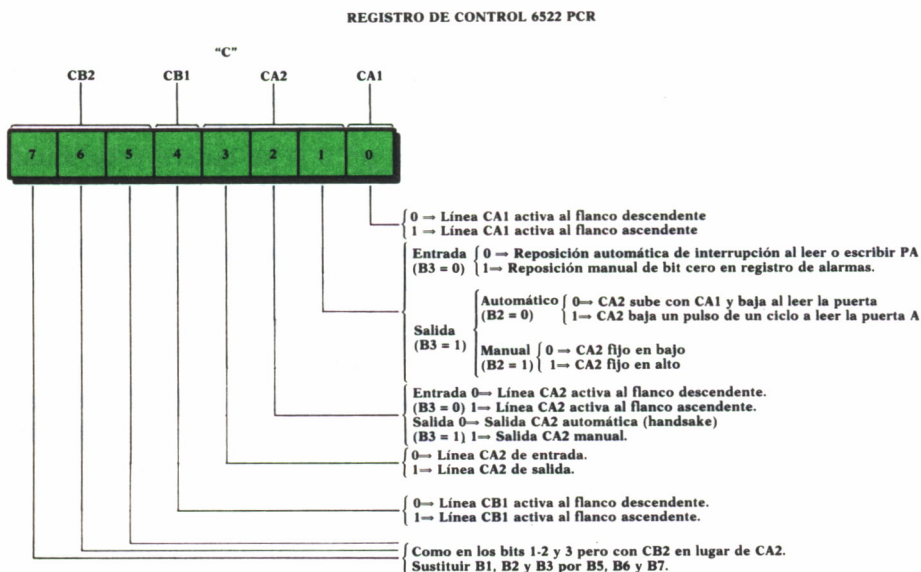 REGISTRO DE CONTROL 6522 PCR
"C"
CB2 CB1 CA2 CA1
7 6 5 4 3 2 1 0
0 → Línea CA1 activa al flanco descendente
1 → Línea CA1 activa al flanco ascendente
Entrada 0 → Reposición automática de interrupción al leer o escribir PA
(B3 = 0) 1→ Reposición manual de bit cero en registro de alarmas.
Automático 0→ CA2 sube con CA1 y baja al leer la puerta
(B2 = 0) 1→ CA2 baja un pulso de un ciclo a leer la puerta A
Salida
(B3 = 1)
Manual 0 → CA2 fijo en bajo
(B2 = 1) 1→ CA2 fijo en alto
Entrada 0→ Línea CA2 activa al flanco descendente.
(B3 = 0) 1→ Línea CA2 activa al flanco ascendente.
Salida 0→ Salida CA2 automática (handsake)
(B3 = 1) 1→ Salida CA2 manual.
0→ Línea CA2 de entrada.
1→ Línea CA2 de salida.
0→ Línea CB1 activa al flanco descendente.
1→ Línea CB1 activa al flanco ascendente.
Como en los bits 1-2 y 3 pero con CB2 en lugar de CA2.
Sustituir B1, B2 y B3 por B5, B6 y B7.